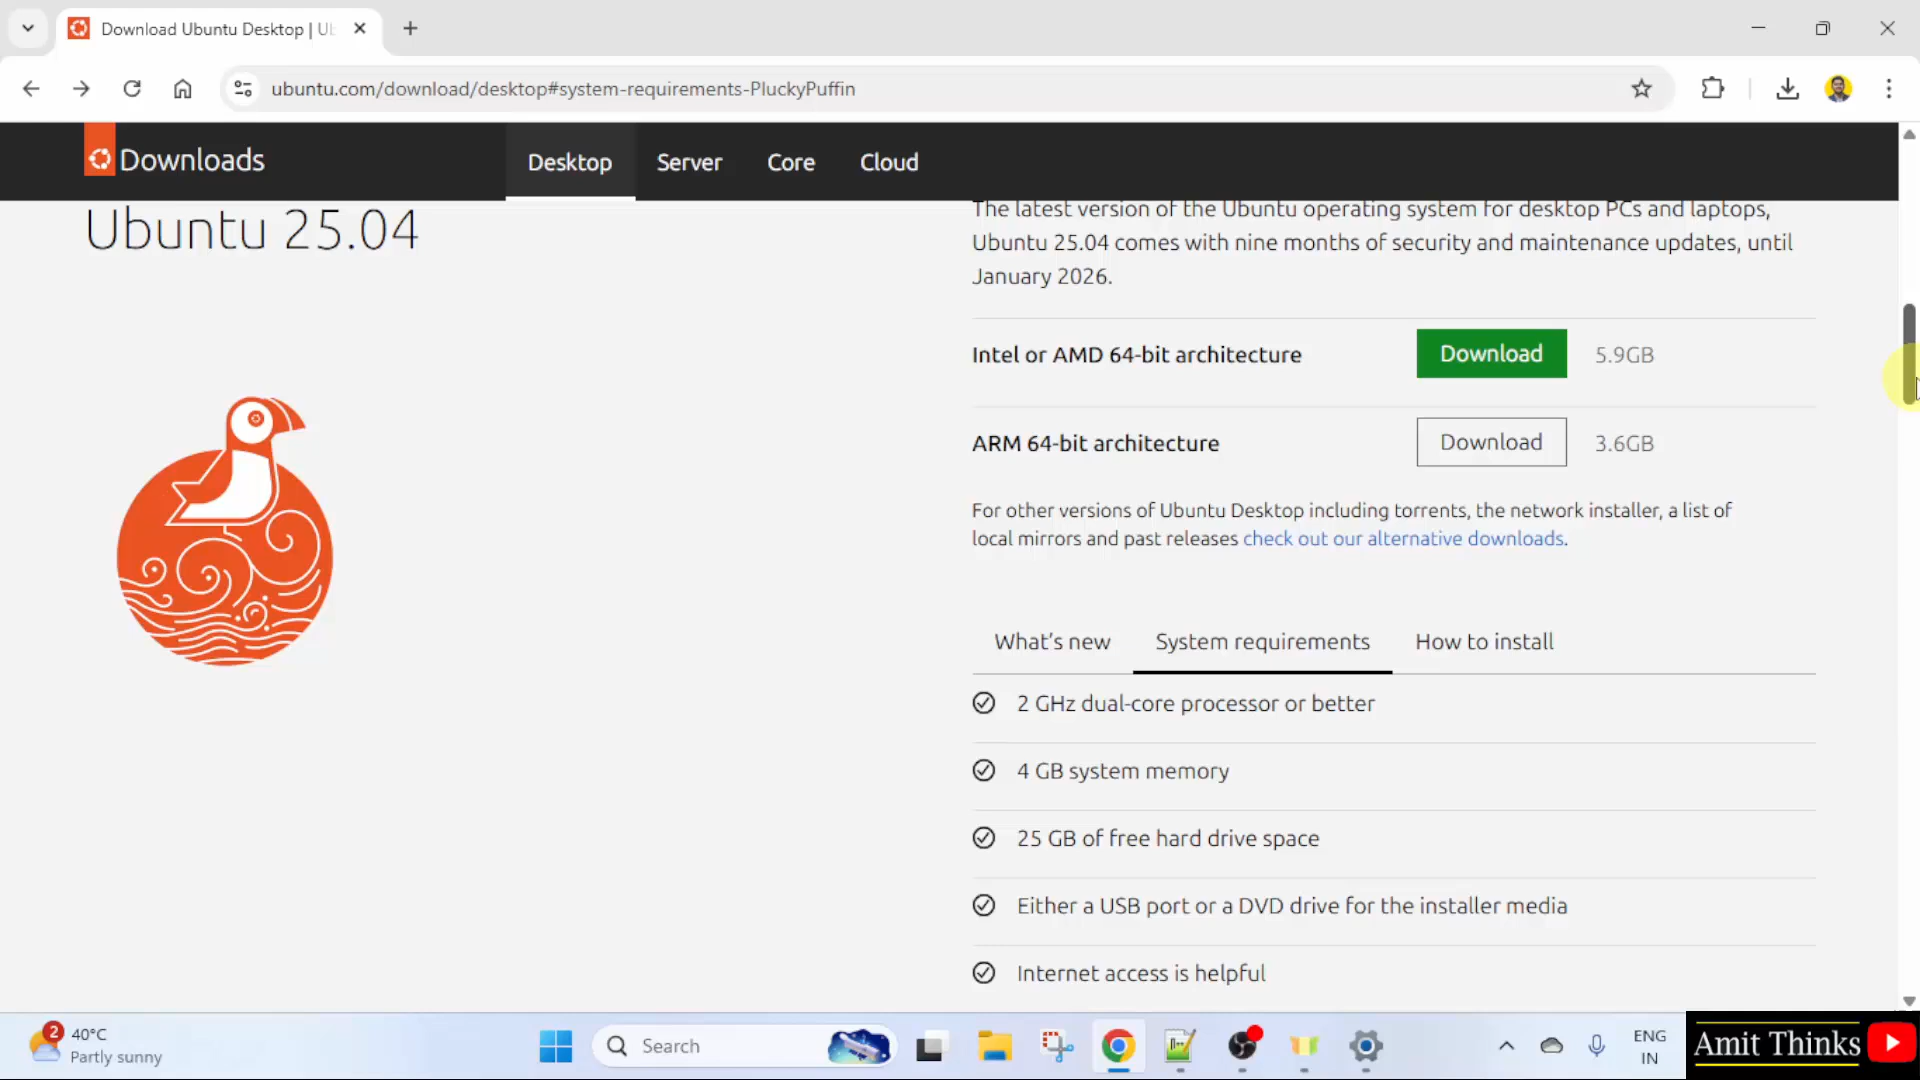 Download Ubuntu Desktop | Ub
ubuntu.com/download/desktop#system-requirements-PluckyPuffin
Downloads
Desktop
Server
Core
Cloud
Ubuntu 25.04
The latest version of the Ubuntu operating system for desktop PCs and laptops,
Ubuntu 25.04 comes with nine months of security and maintenance updates, until
January 2026.
Intel or AMD 64-bit architecture
Download
5.9GB
ARM 64-bit architecture
Download
3.6GB
For other versions of Ubuntu Desktop including torrents, the network installer, a list of
local mirrors and past releases check out our alternative downloads.
What's new
System requirements
How to install
2 GHz dual-core processor or better
4 GB system memory
25 GB of free hard drive space
Either a USB port or a DVD drive for the installer media
Internet access is helpful
2
40°C
Partly sunny
Search
ENG
IN
Amit Thinks